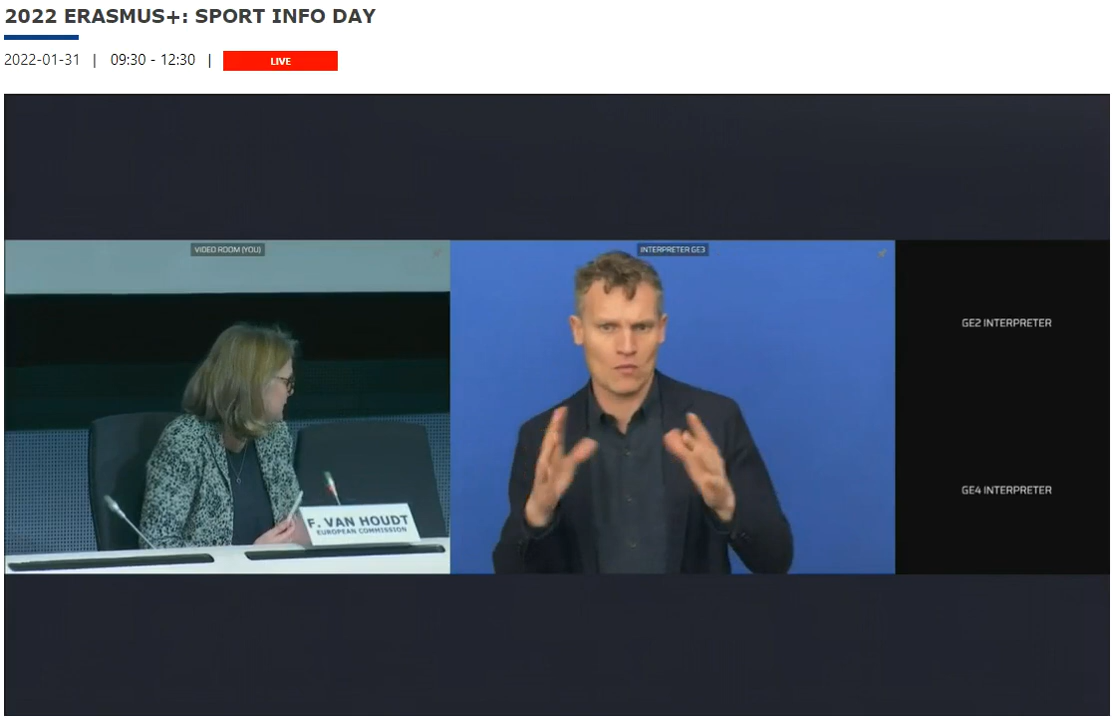 2022 ERASMUS+: SPORT INFO DAY
2022-01-31 | 09:30 - 12:30 | LIVE
VIDEO ROOM (YOU)
INTERPRETER GE3
GE2 INTERPRETER
F. VAN HOUDT
EUROPEAN COMMISSION
GE4 INTERPRETER